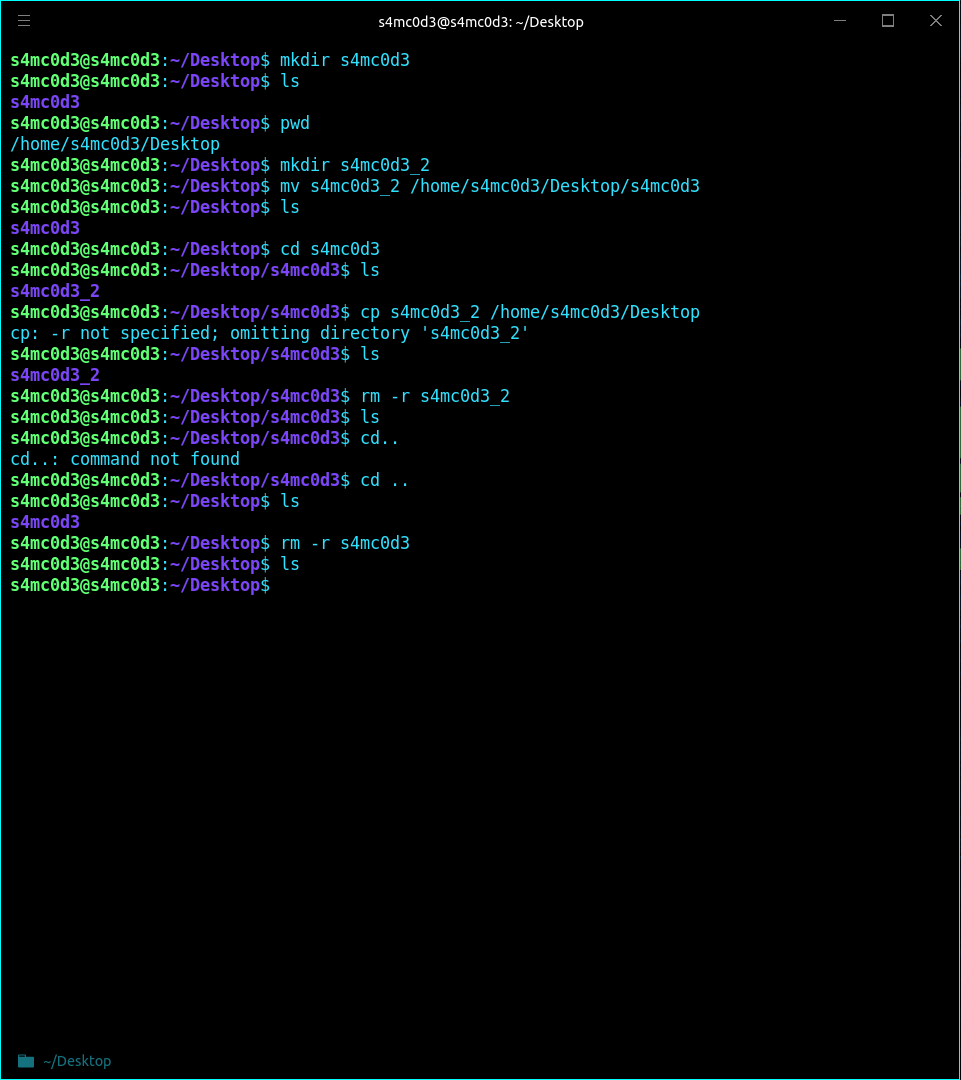 s4mc0d3@s4mc0d3: ~/Desktop
s4mc0d3@s4mc0d3:~/Desktop$ mkdir s4mc0d3
s4mc0d3@s4mc0d3:~/Desktop$ ls
s4mc0d3
s4mc0d3@s4mc0d3:~/Desktop$ pwd
/home/s4mc0d3/Desktop
s4mc0d3@s4mc0d3:~/Desktop$ mkdir s4mc0d3_2
s4mc0d3@s4mc0d3:~/Desktop$ mv s4mc0d3_2 /home/s4mc0d3/Desktop/s4mc0d3
s4mc0d3@s4mc0d3:~/Desktop$ ls
s4mc0d3
s4mc0d3@s4mc0d3:~/Desktop$ cd s4mc0d3
s4mc0d3@s4mc0d3:~/Desktop/s4mc0d3$ ls
s4mc0d3_2
s4mc0d3@s4mc0d3:~/Desktop/s4mc0d3$ cp s4mc0d3_2 /home/s4mc0d3/Desktop
cp: -r not specified; omitting directory 's4mc0d3_2'
s4mc0d3@s4mc0d3:~/Desktop/s4mc0d3$ ls
s4mc0d3_2
s4mc0d3@s4mc0d3:~/Desktop/s4mc0d3$ rm -r s4mc0d3_2
s4mc0d3@s4mc0d3:~/Desktop/s4mc0d3$ ls
s4mc0d3@s4mc0d3:~/Desktop/s4mc0d3$ cd..
cd..: command not found
s4mc0d3@s4mc0d3:~/Desktop/s4mc0d3$ cd ..
s4mc0d3@s4mc0d3:~/Desktop$ ls
s4mc0d3
s4mc0d3@s4mc0d3:~/Desktop$ rm -r s4mc0d3
s4mc0d3@s4mc0d3:~/Desktop$ ls
s4mc0d3@s4mc0d3:~/Desktop$
~/Desktop